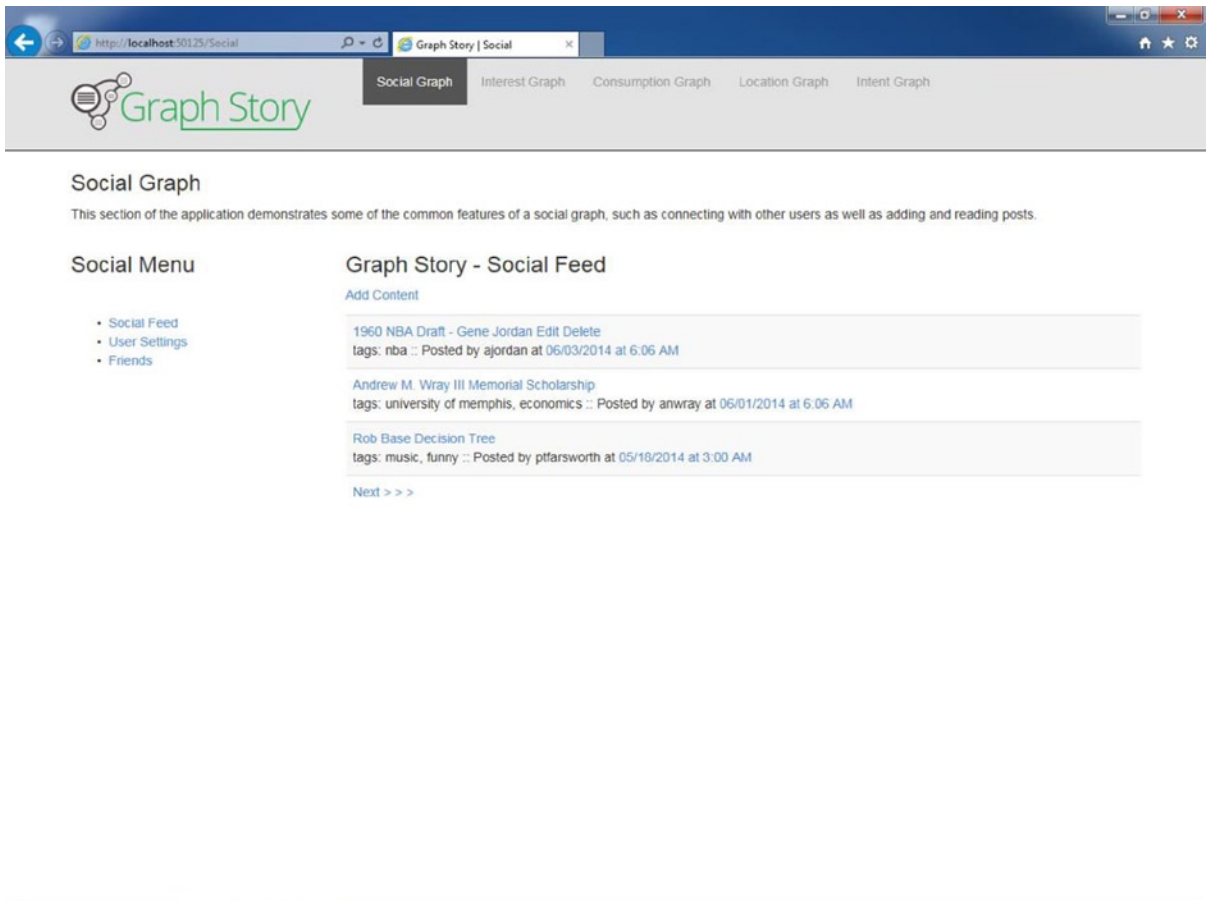 http://localhost:50125/Social
Graph Story | Social
Graph Story
Social Graph Interest Graph Consumption Graph Location Graph Intent Graph
Social Graph
This section of the application demonstrates some of the common features of a social graph, such as connecting with other users as well as adding and reading posts.
Social Menu
• Social Feed
• User Settings
• Friends
Graph Story - Social Feed
Add Content
1960 NBA Draft - Gene Jordan Edit Delete
tags: nba :: Posted by ajordan at 06/03/2014 at 6:06 AM
Andrew M. Wray III Memorial Scholarship
tags: university of memphis, economics :: Posted by anwray at 06/01/2014 at 6:06 AM
Rob Base Decision Tree
tags: music, funny :: Posted by ptfarsworth at 05/18/2014 at 3:00 AM
Next > > >